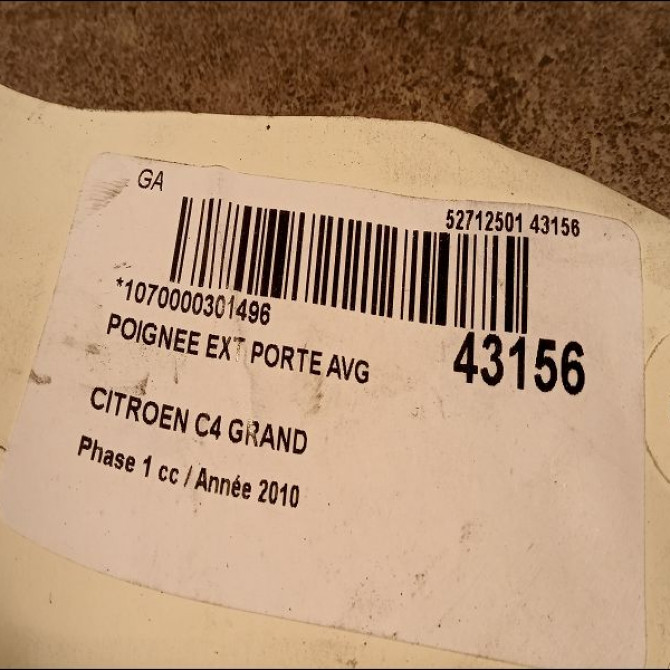 GA
52712501 43156
*1070000301496
43156
POIGNEE EXT PORTE AVG
CITROEN C4 GRAND
Phase 1 cc / Année 2010